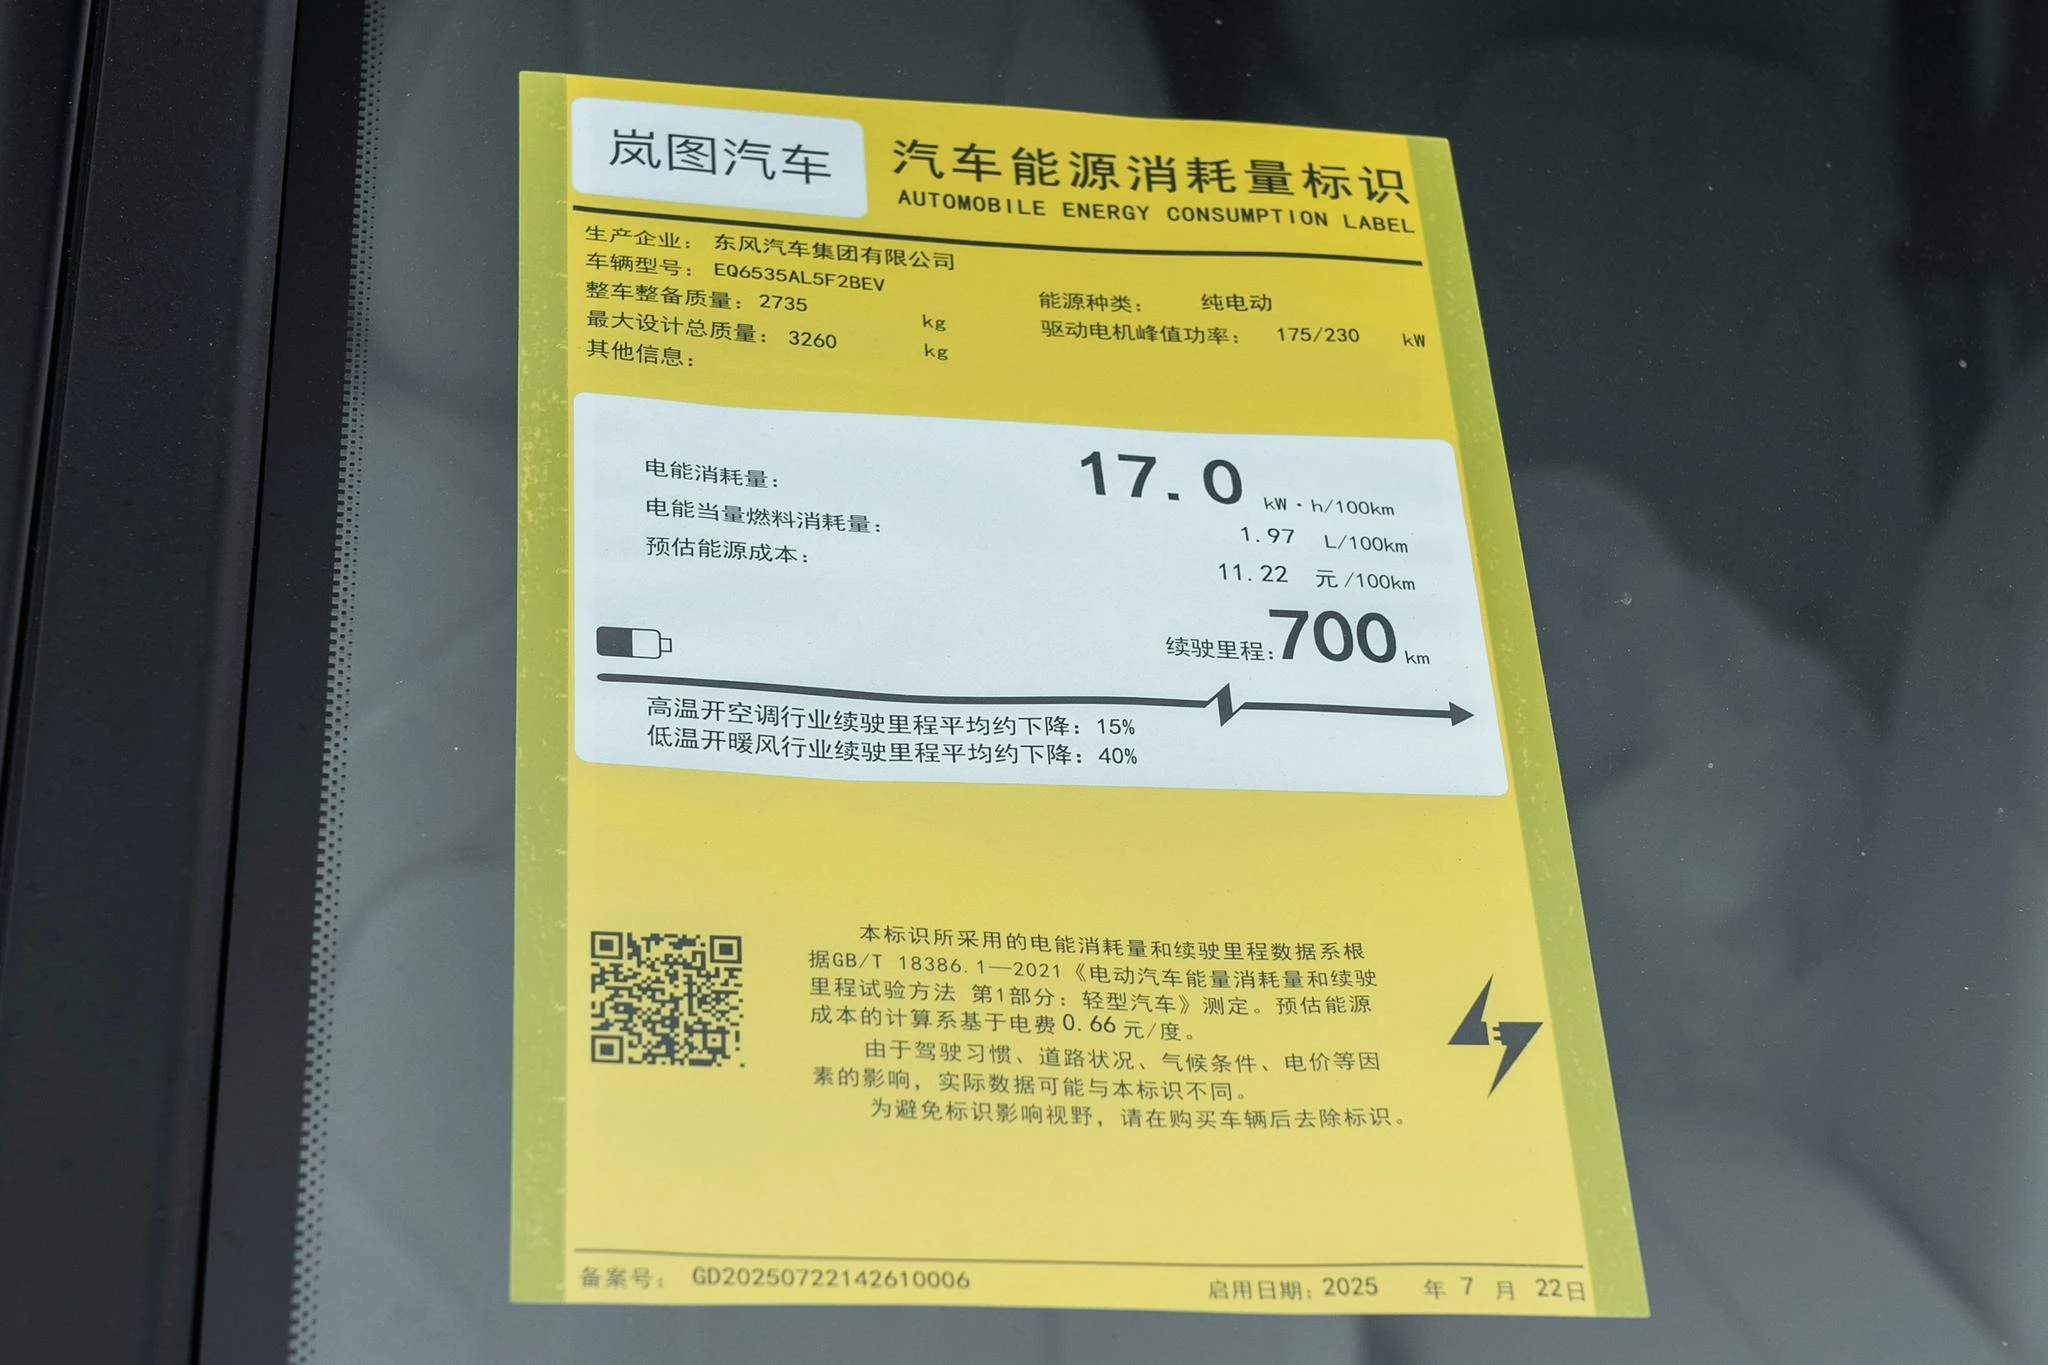 岚图汽车
汽车能源消耗量标识
AUTOMOBILE ENERGY CONSUMPTION LABEL
生产企业: 东风汽车集团有限公司
车辆型号: EQ6535AL5F2BEV
整车整备质量: 2735 kg 能源种类: 纯电动
最大设计总质量: 3260 kg 驱动电机峰值功率: 175/230 kW
其他信息:
电能消耗量: 17.0 kW·h/100km
电能当量燃料消耗量: 1.97 L/100km
预估能源成本: 11.22 元/100km
续驶里程:700 km
高温开空调行业续驶里程平均约下降: 15%
低温开暖风行业续驶里程平均约下降: 40%
本标识所采用的电能消耗量和续驶里程数据系根
据GB/T 18386.1—2021《电动汽车能量消耗量和续驶
里程试验方法 第1部分: 轻型汽车》测定。预估能源
成本的计算系基于电费0.66元/度。
由于驾驶习惯、道路状况、气候条件、电价等因
素的影响, 实际数据可能与本标识不同。
为避免标识影响视野, 请在购买车辆后去除标识。
备案号: GD20250722142610006 启用日期: 2025 年 7 月 22日